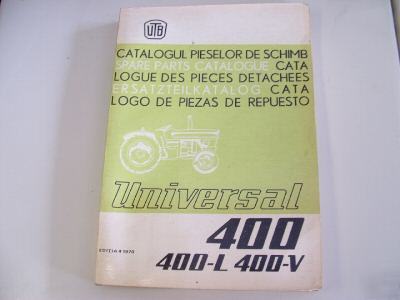 UTB
CATALOGUL PIESELOR DE SCHIMB
SPARE PARTS CATALOGUE CATA
LOGUE DES PIECES DETACHEES
ERSATZTEILKATALOG CATA
LOGO DE PIEZAS DE REPUESTO
Universal
400
400-L 400-V